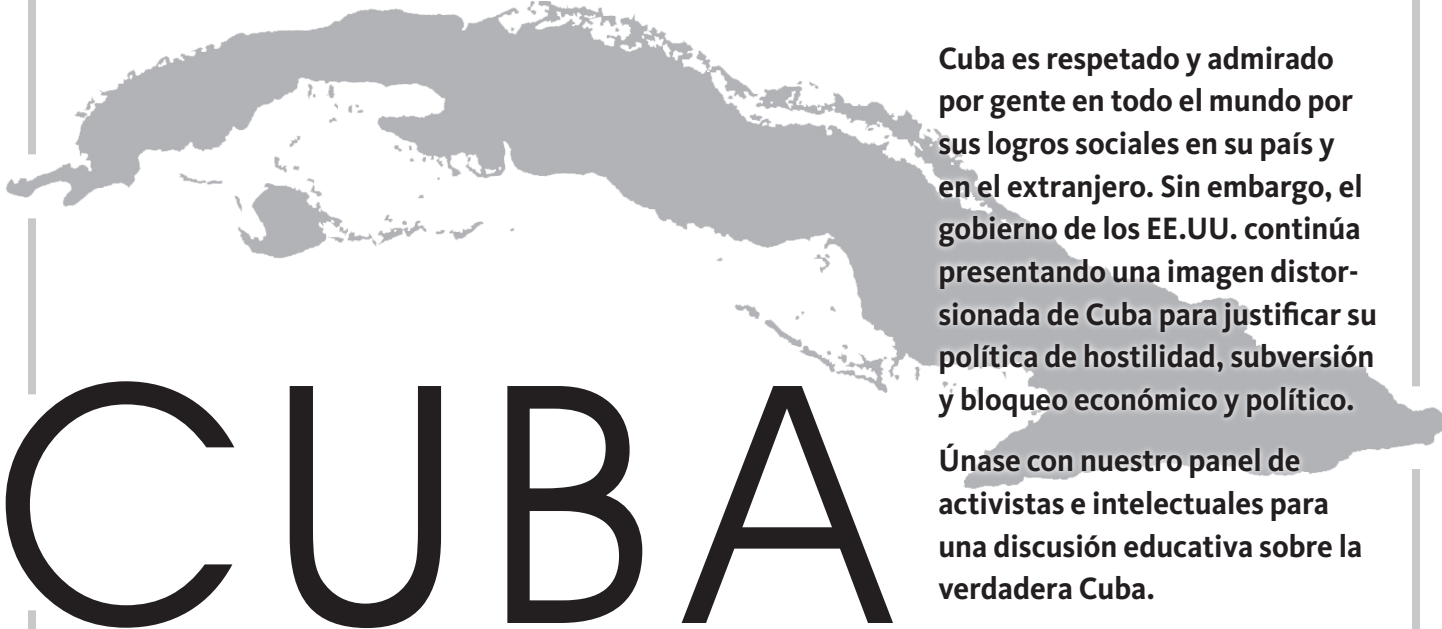 Cuba es respetado y admirado
por gente en todo el mundo por
sus logros sociales en su país y
en el extranjero. Sin embargo, el
gobierno de los EE.UU. continúa
presentando una imagen distor-
sionada de Cuba para justificar su
política de hostilidad, subversión
y bloqueo económico y político.
Únase con nuestro panel de
activistas e intelectuales para
una discusión educativa sobre la
verdadera Cuba.
CUBA